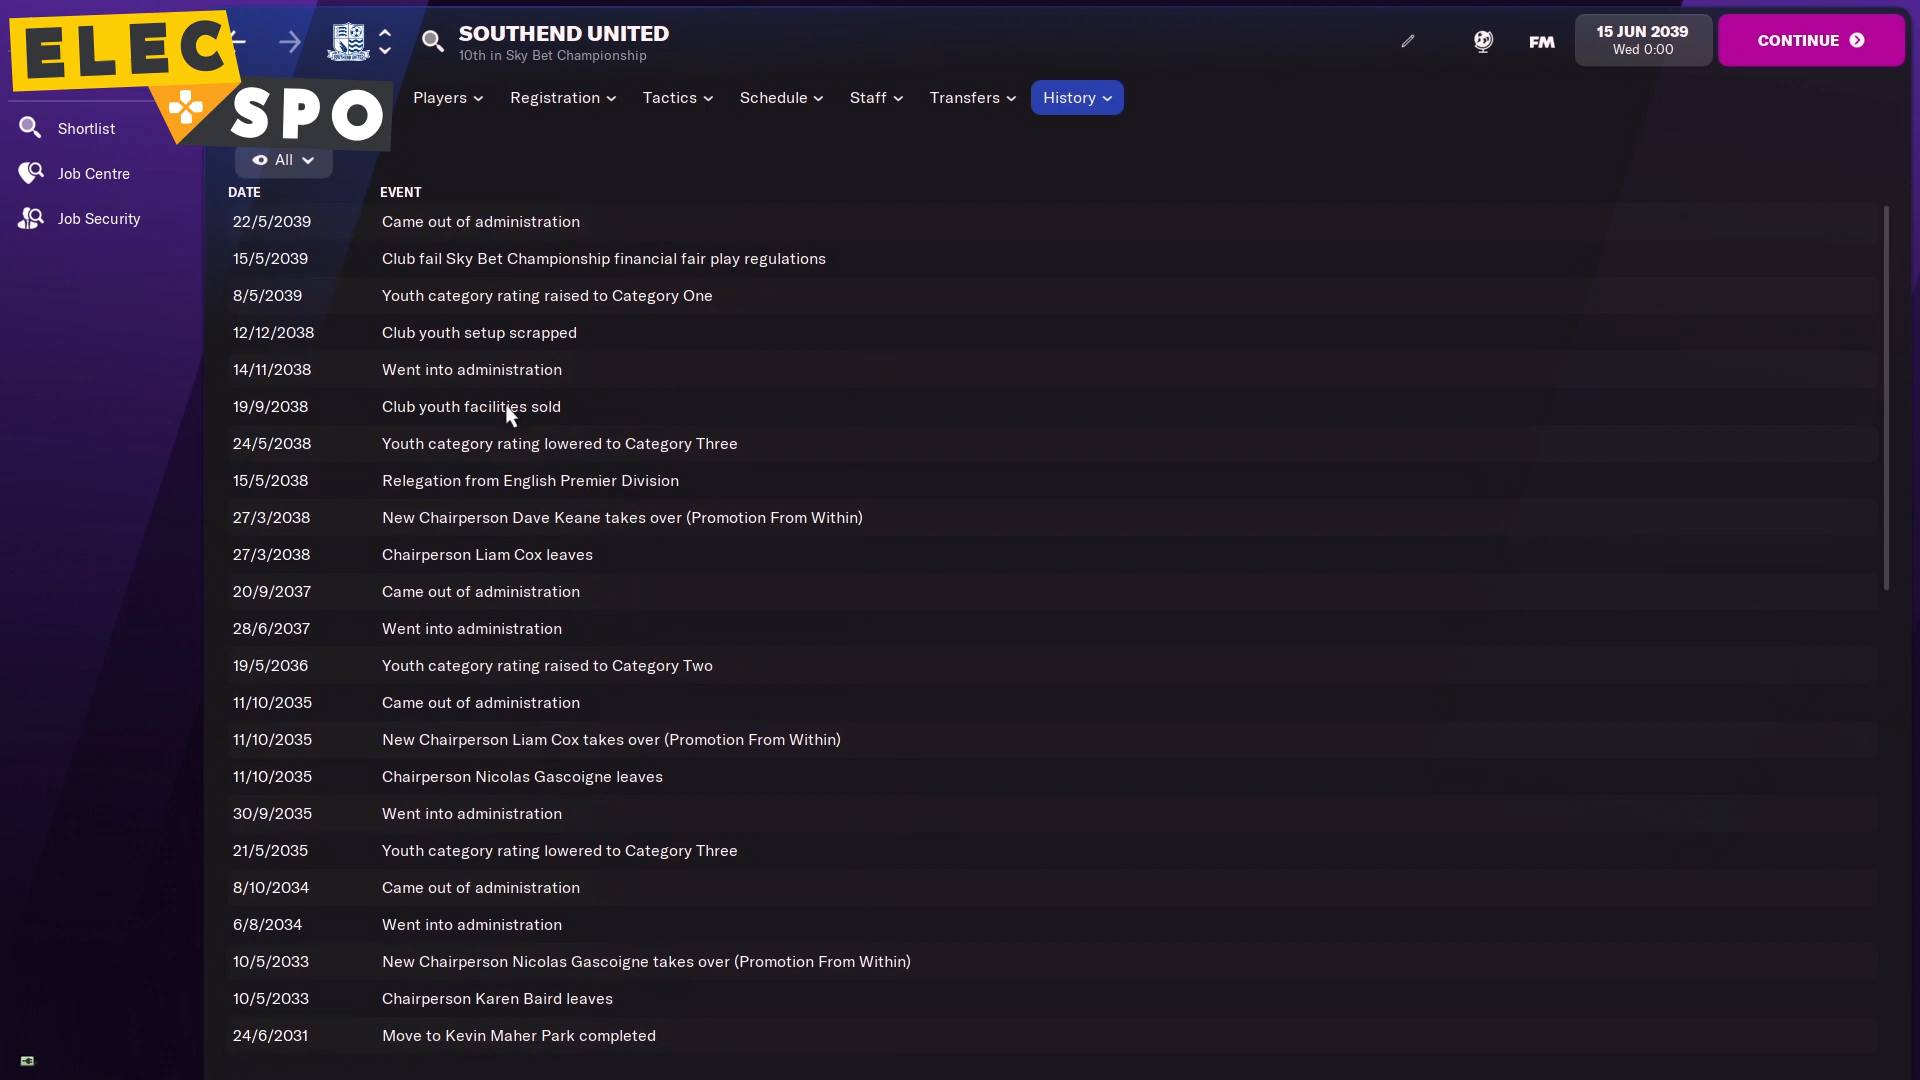 ELEC
SPO
SOUTHEND UNITED
10th in Sky Bet Championship
FM
15 JUN 2039
Wed 0:00
CONTINUE
Players
Registration
Tactics
Schedule
Staff
Transfers
History
Shortlist
Job Centre
Job Security
All
DATE EVENT
22/5/2039 Came out of administration
15/5/2039 Club fail Sky Bet Championship financial fair play regulations
8/5/2039 Youth category rating raised to Category One
12/12/2038 Club youth setup scrapped
14/11/2038 Went into administration
19/9/2038 Club youth facilities sold
24/5/2038 Youth category rating lowered to Category Three
15/5/2038 Relegation from English Premier Division
27/3/2038 New Chairperson Dave Keane takes over (Promotion From Within)
27/3/2038 Chairperson Liam Cox leaves
20/9/2037 Came out of administration
28/6/2037 Went into administration
19/5/2036 Youth category rating raised to Category Two
11/10/2035 Came out of administration
11/10/2035 New Chairperson Liam Cox takes over (Promotion From Within)
11/10/2035 Chairperson Nicolas Gascoigne leaves
30/9/2035 Went into administration
21/5/2035 Youth category rating lowered to Category Three
8/10/2034 Came out of administration
6/8/2034 Went into administration
10/5/2033 New Chairperson Nicolas Gascoigne takes over (Promotion From Within)
10/5/2033 Chairperson Karen Baird leaves
24/6/2031 Move to Kevin Maher Park completed